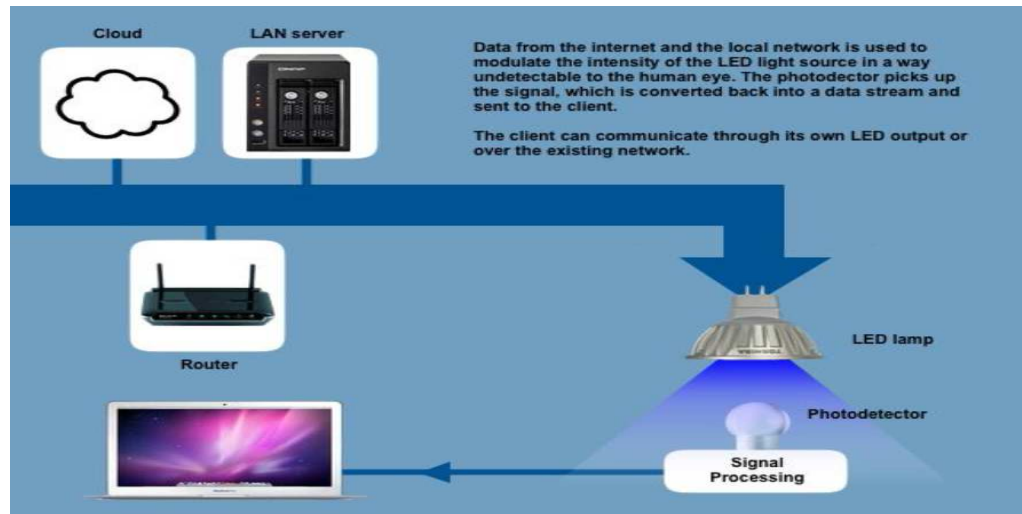 Cloud
LAN server
Data from the internet and the local network is used to
modulate the intensity of the LED light source in a way
undetectable to the human eye. The photodector picks up
the signal, which is converted back into a data stream and
sent to the client.
The client can communicate through its own LED output or
over the existing network.
Router
LED lamp
Photodetector
Signal
Processing